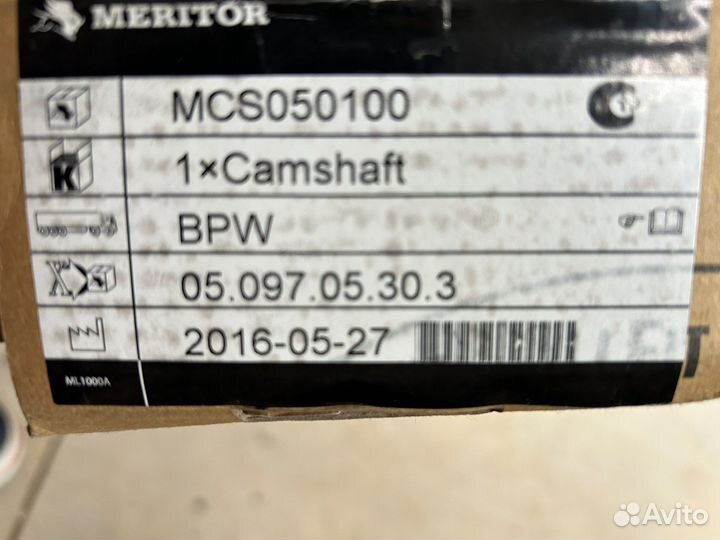 MERITOR
MCS050100
1×Camshaft
K
BPW
X
05.097.05.30.3
2016-05-27
ML1000A
Avito